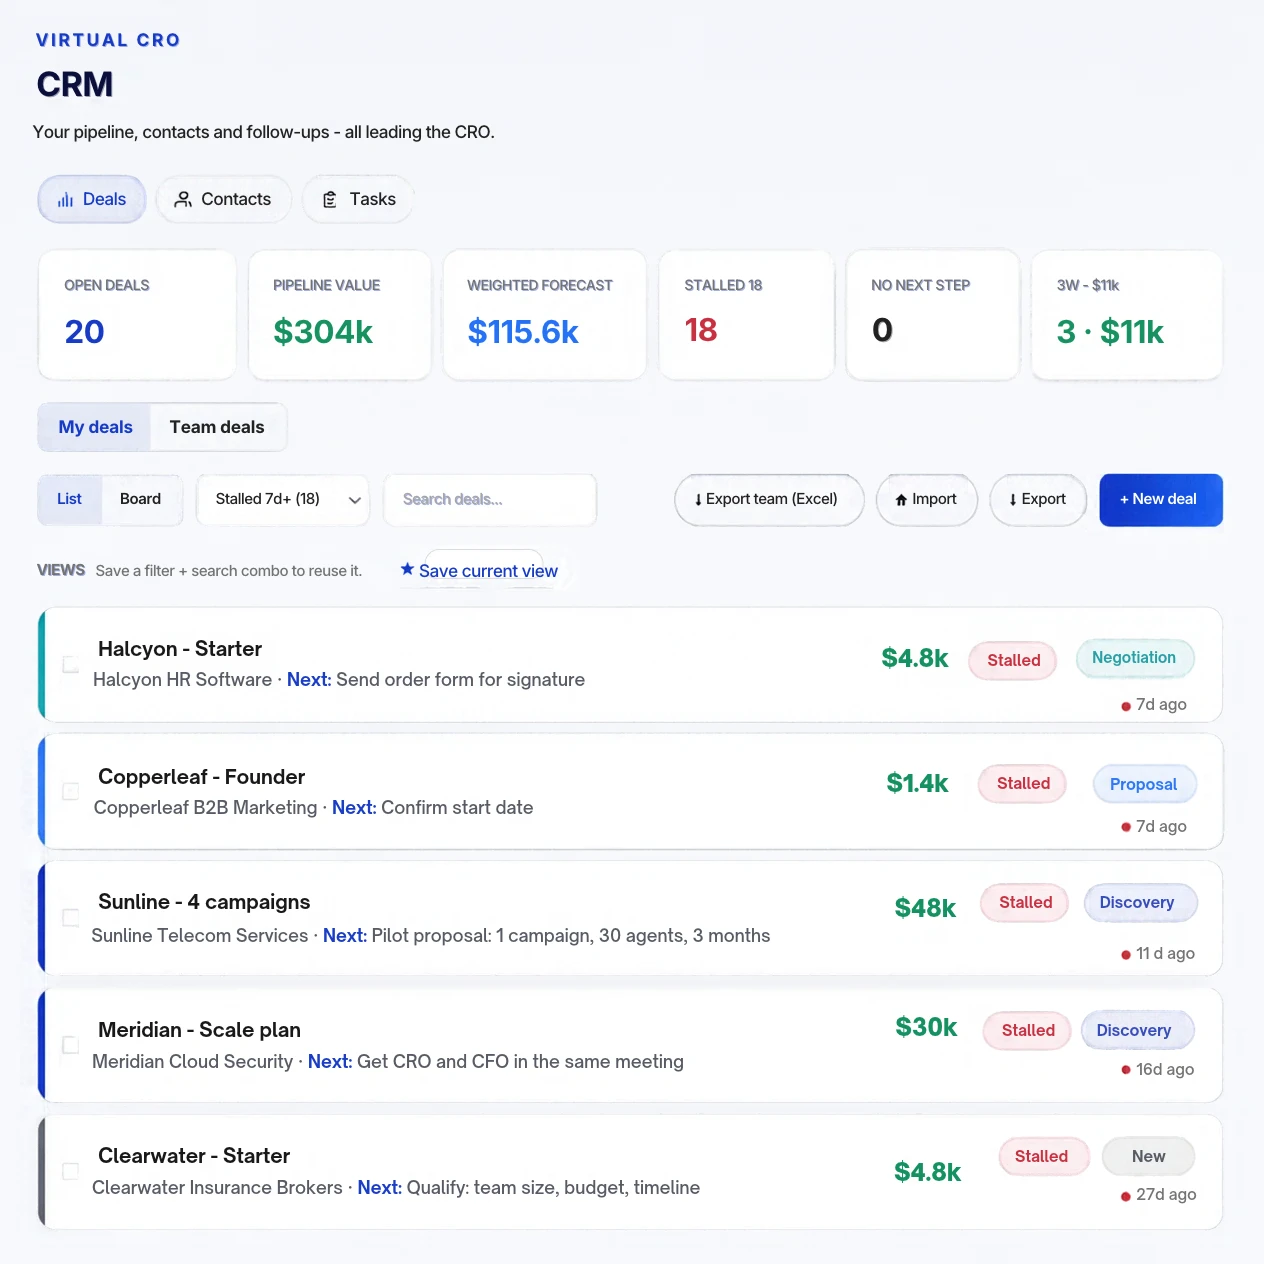 VIRTUAL CRO
CRM
Your pipeline, contacts and follow-ups - all leading the CRO.
Deals
Contacts
Tasks
OPEN DEALS
20
PIPELINE VALUE
$304k
WEIGHTED FORECAST
$115.6k
STALLED 18
18
NO NEXT STEP
0
3W - $11k
3 · $11k
My deals
Team deals
List
Board
Stalled 7d+ (18)
Search deals...
Export team (Excel)
Import
Export
+ New deal
VIEWS Save a filter + search combo to reuse it.
★ Save current view
Halcyon - Starter
Halcyon HR Software · Next: Send order form for signature
$4.8k
Stalled
Negotiation
7d ago
Copperleaf - Founder
Copperleaf B2B Marketing · Next: Confirm start date
$1.4k
Stalled
Proposal
7d ago
Sunline - 4 campaigns
Sunline Telecom Services · Next: Pilot proposal: 1 campaign, 30 agents, 3 months
$48k
Stalled
Discovery
11 d ago
Meridian - Scale plan
Meridian Cloud Security · Next: Get CRO and CFO in the same meeting
$30k
Stalled
Discovery
16d ago
Clearwater - Starter
Clearwater Insurance Brokers · Next: Qualify: team size, budget, timeline
$4.8k
Stalled
New
27d ago